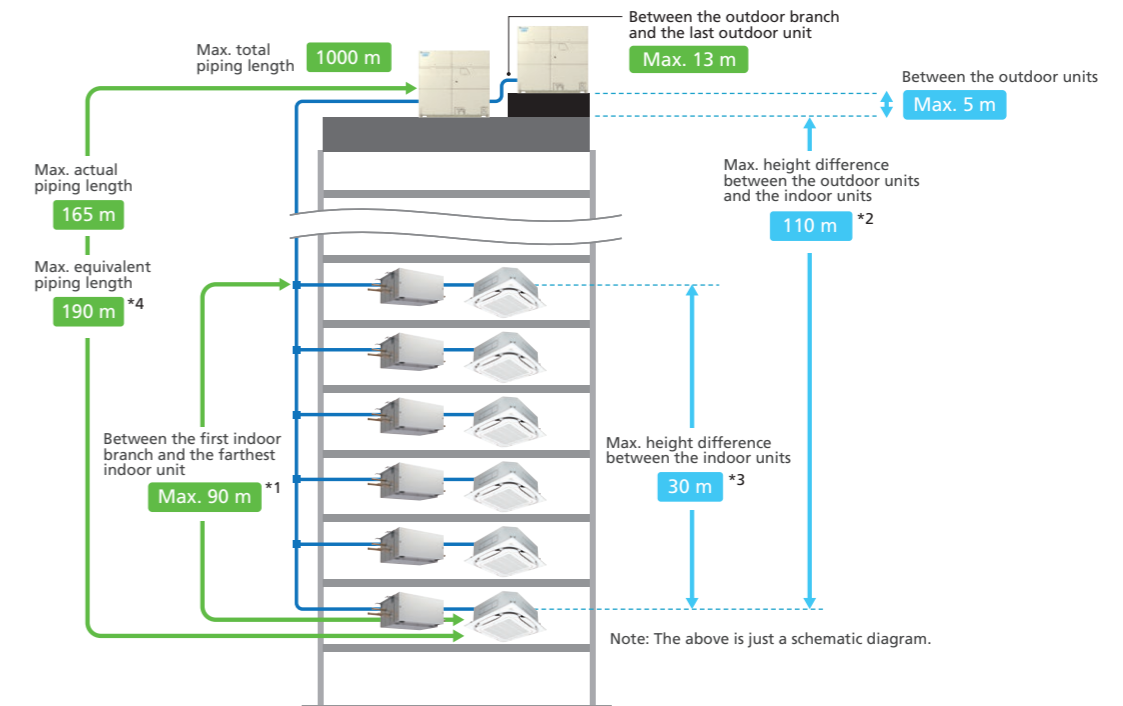 Between the outdoor branch
and the last outdoor unit
Max. 13 m
Max. total
piping length
1000 m
Between the outdoor units
Max. 5 m
Max. actual
piping length
165 m
Max. height difference
between the outdoor units
and the indoor units
110 m *2
Max. equivalent
piping length
190 m *4
Between the first indoor
branch and the farthest
indoor unit
Max. 90 m *1
Max. height difference
between the indoor units
30 m *3
Note: The above is just a schematic diagram.